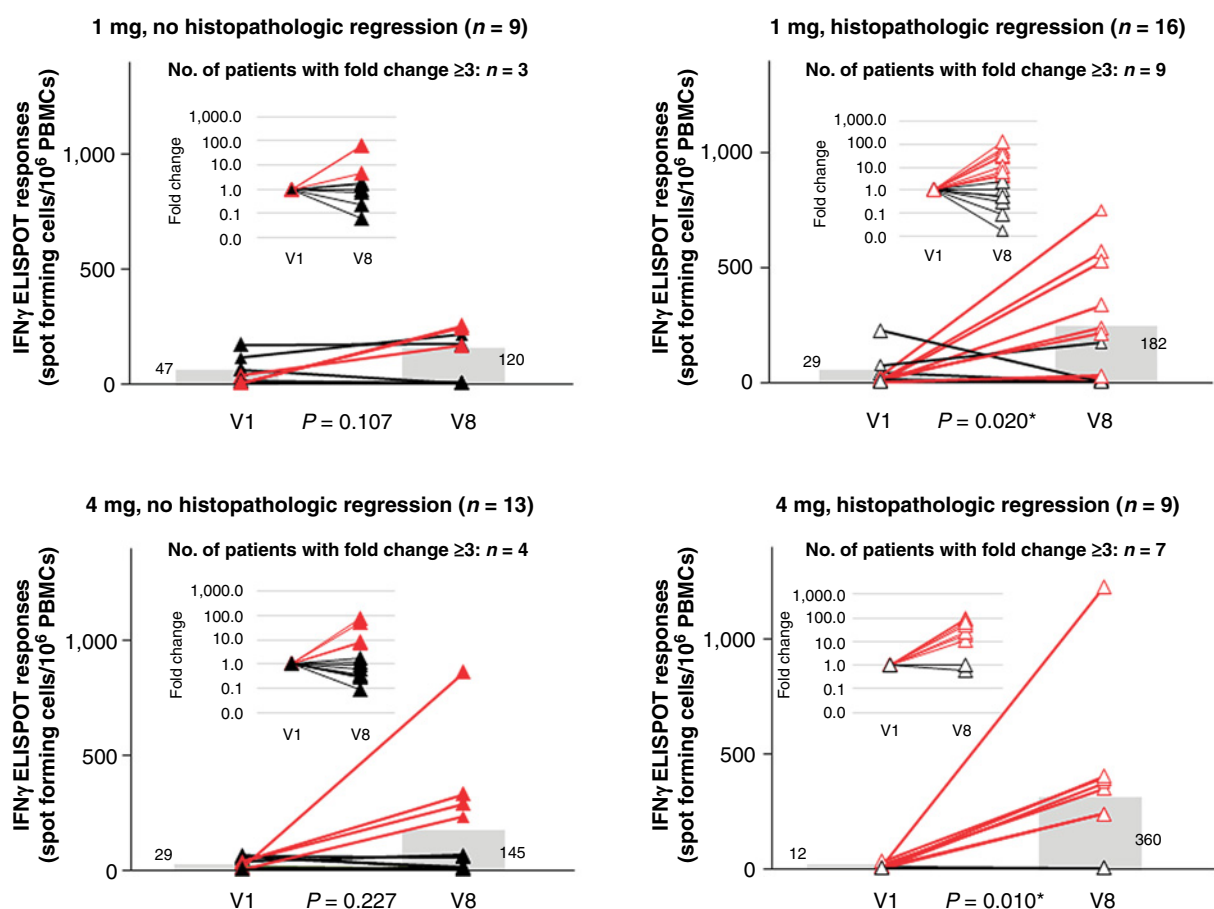 1 mg, no histopathologic regression (n = 9)
No. of patients with fold change ≥3: n = 3
IFNγ ELISPOT responses
(spot forming cells/10⁶ PBMCs)
1,000
500
0
Fold change
1,000.0
100.0
10.0
1.0
0.1
0.0
V1 V8
47
120
V1 P = 0.107 V8
1 mg, histopathologic regression (n = 16)
No. of patients with fold change ≥3: n = 9
IFNγ ELISPOT responses
(spot forming cells/10⁶ PBMCs)
1,000
500
0
Fold change
1,000.0
100.0
10.0
1.0
0.1
0.0
V1 V8
29
182
V1 P = 0.020* V8
4 mg, no histopathologic regression (n = 13)
No. of patients with fold change ≥3: n = 4
IFNγ ELISPOT responses
(spot forming cells/10⁶ PBMCs)
1,000
500
0
Fold change
1,000.0
100.0
10.0
1.0
0.1
0.0
V1 V8
29
145
V1 P = 0.227 V8
4 mg, histopathologic regression (n = 9)
No. of patients with fold change ≥3: n = 7
IFNγ ELISPOT responses
(spot forming cells/10⁶ PBMCs)
1,000
500
0
Fold change
1,000.0
100.0
10.0
1.0
0.1
0.0
V1 V8
12
360
V1 P = 0.010* V8